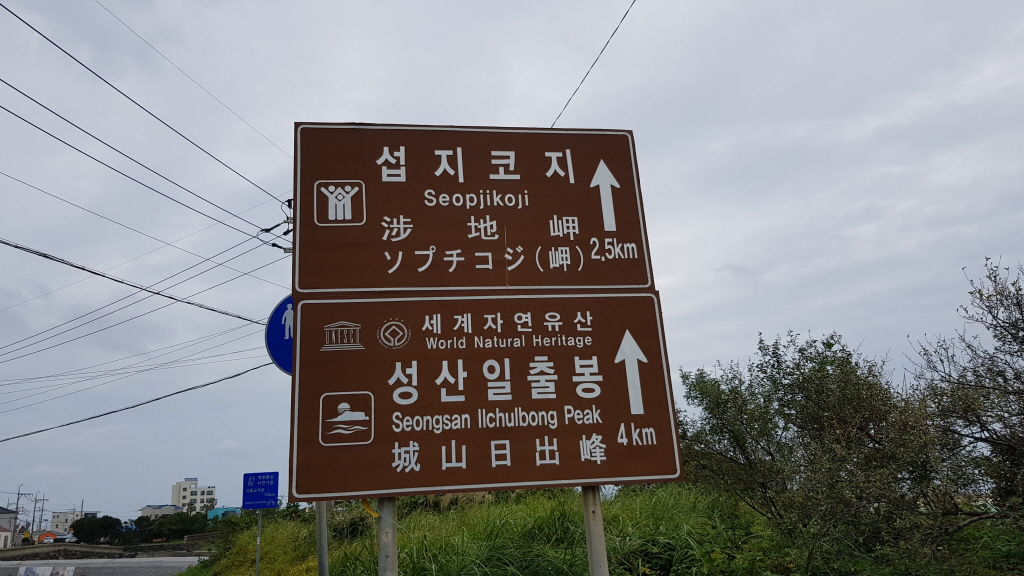 섭지코지
Seopjikoji
涉地岬
ソプチコジ(岬) 2.5km
UNESCO
세계자연유산
World Natural Heritage
성산일출봉
Seongsan Ilchulbong Peak
城山日出峰 4km